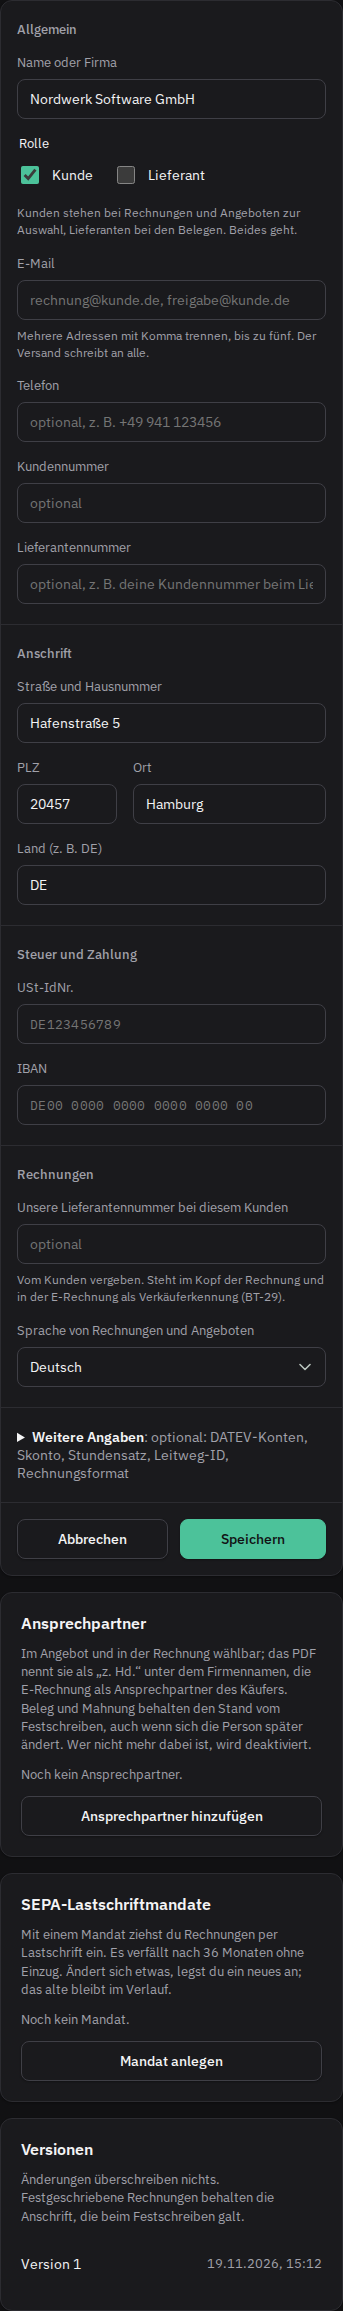 Allgemein
Name oder Firma
Nordwerk Software GmbH
Rolle
Kunde Lieferant
Kunden stehen bei Rechnungen und Angeboten zur
Auswahl, Lieferanten bei den Belegen. Beides geht.
E-Mail
rechnung@kunde.de, freigabe@kunde.de
Mehrere Adressen mit Komma trennen, bis zu fünf. Der
Versand schreibt an alle.
Telefon
optional, z. B. +49 941 123456
Kundennummer
optional
Lieferantennummer
optional, z. B. deine Kundennummer beim Lie
Anschrift
Straße und Hausnummer
Hafenstraße 5
PLZ Ort
20457 Hamburg
Land (z. B. DE)
DE
Steuer und Zahlung
USt-IdNr.
DE123456789
IBAN
DE00 0000 0000 0000 0000 00
Rechnungen
Unsere Lieferantennummer bei diesem Kunden
optional
Vom Kunden vergeben. Steht im Kopf der Rechnung und
in der E-Rechnung als Verkäuferkennung (BT-29).
Sprache von Rechnungen und Angeboten
Deutsch
Weitere Angaben: optional: DATEV-Konten,
Skonto, Stundensatz, Leitweg-ID,
Rechnungsformat
Abbrechen Speichern
Ansprechpartner
Im Angebot und in der Rechnung wählbar; das PDF
nennt sie als „z. Hd.“ unter dem Firmennamen, die
E-Rechnung als Ansprechpartner des Käufers.
Beleg und Mahnung behalten den Stand vom
Festschreiben, auch wenn sich die Person später
ändert. Wer nicht mehr dabei ist, wird deaktiviert.
Noch kein Ansprechpartner.
Ansprechpartner hinzufügen
SEPA-Lastschriftmandate
Mit einem Mandat ziehst du Rechnungen per
Lastschrift ein. Es verfällt nach 36 Monaten ohne
Einzug. Ändert sich etwas, legst du ein neues an;
das alte bleibt im Verlauf.
Noch kein Mandat.
Mandat anlegen
Versionen
Änderungen überschreiben nichts.
Festgeschriebene Rechnungen behalten die
Anschrift, die beim Festschreiben galt.
Version 1 19.11.2026, 15:12